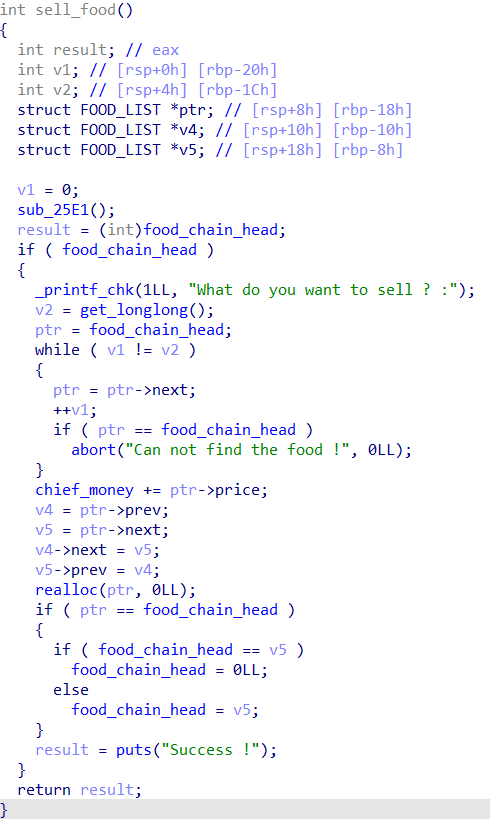 int sell_food()
{
  int result; // eax
  int v1; // [rsp+0h] [rbp-20h]
  int v2; // [rsp+4h] [rbp-1Ch]
  struct FOOD_LIST *ptr; // [rsp+8h] [rbp-18h]
  struct FOOD_LIST *v4; // [rsp+10h] [rbp-10h]
  struct FOOD_LIST *v5; // [rsp+18h] [rbp-8h]

  v1 = 0;
  sub_25E1();
  result = (int)food_chain_head;
  if ( food_chain_head )
  {
    _printf_chk(1LL, "What do you want to sell ? :");
    v2 = get_longlong();
    ptr = food_chain_head;
    while ( v1 != v2 )
    {
      ptr = ptr->next;
      ++v1;
      if ( ptr == food_chain_head )
        abort("Can not find the food !", 0LL);
    }
    chief_money += ptr->price;
    v4 = ptr->prev;
    v5 = ptr->next;
    v4->next = v5;
    v5->prev = v4;
    realloc(ptr, 0LL);
    if ( ptr == food_chain_head )
    {
      if ( food_chain_head == v5 )
        food_chain_head = 0LL;
      else
        food_chain_head = v5;
    }
    result = puts("Success !");
  }
  return result;
}